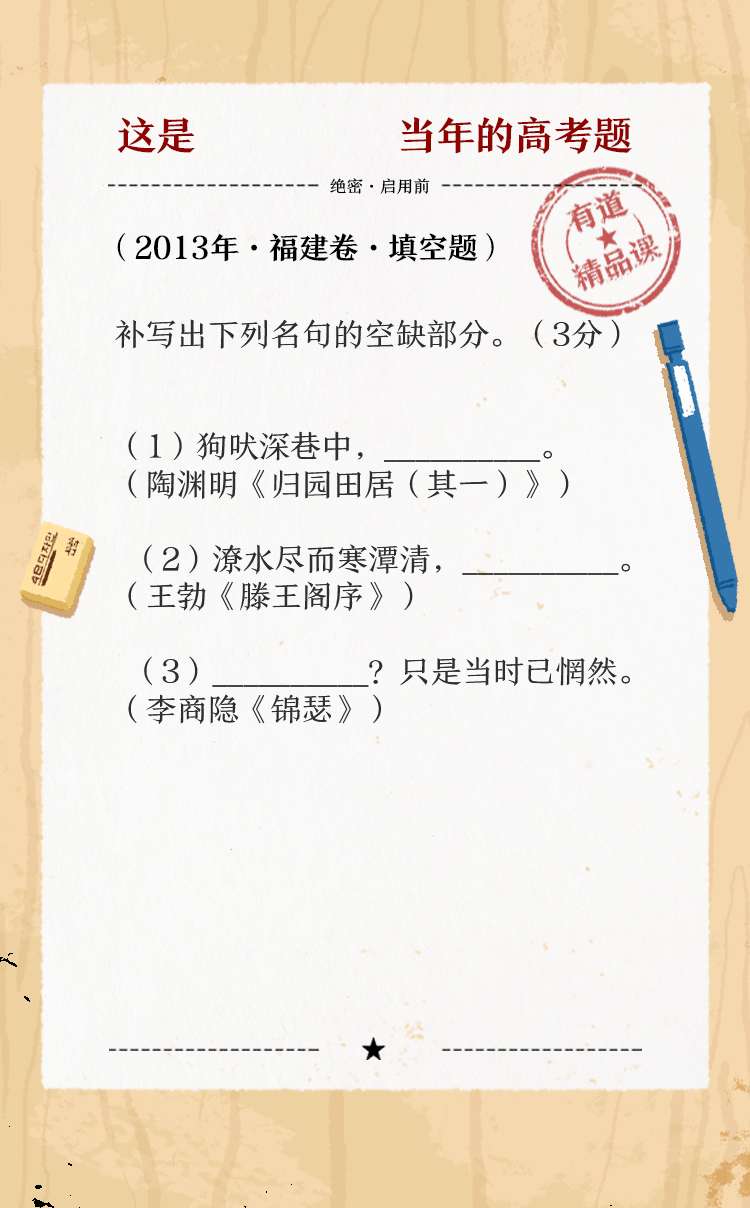 这是 当年的高考题
绝密·启用前
有道
精品课
（2013年·福建卷·填空题）
补写出下列名句的空缺部分。（3分）
（1）狗吠深巷中，__________。
（陶渊明《归园田居（其一）》）
（2）潦水尽而寒潭清，__________。
（王勃《滕王阁序》）
（3）__________？只是当时已惘然。
（李商隐《锦瑟》）